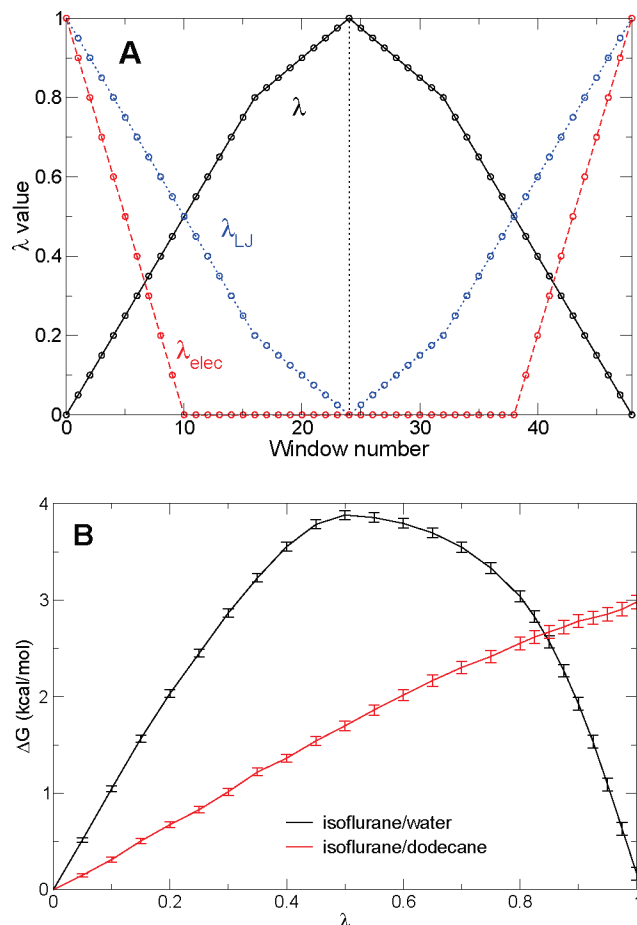 1
0.8
0.6
0.4
0.2
0
λ value
A
λ
λLJ
λelec
0
10
20
30
40
Window number
B
4
3
2
1
0
ΔG (kcal/mol)
isoflurane/water
isoflurane/dodecane
0
0.2
0.4
0.6
0.8
1
λ